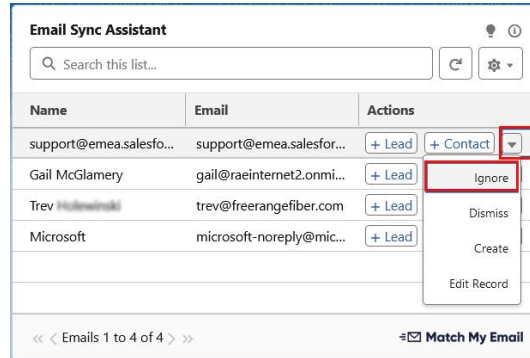 Email Sync Assistant
Search this list...
Name Email Actions
support@emea.salesfo... support@emea.salesfor... + Lead + Contact
Gail McGlamery gail@raeinternet2.onmi... + Lead
Trev trev@freerangefiber.com + Lead
Microsoft microsoft-noreply@mic... + Lead
Ignore
Dismiss
Create
Edit Record
Emails 1 to 4 of 4 Match My Email